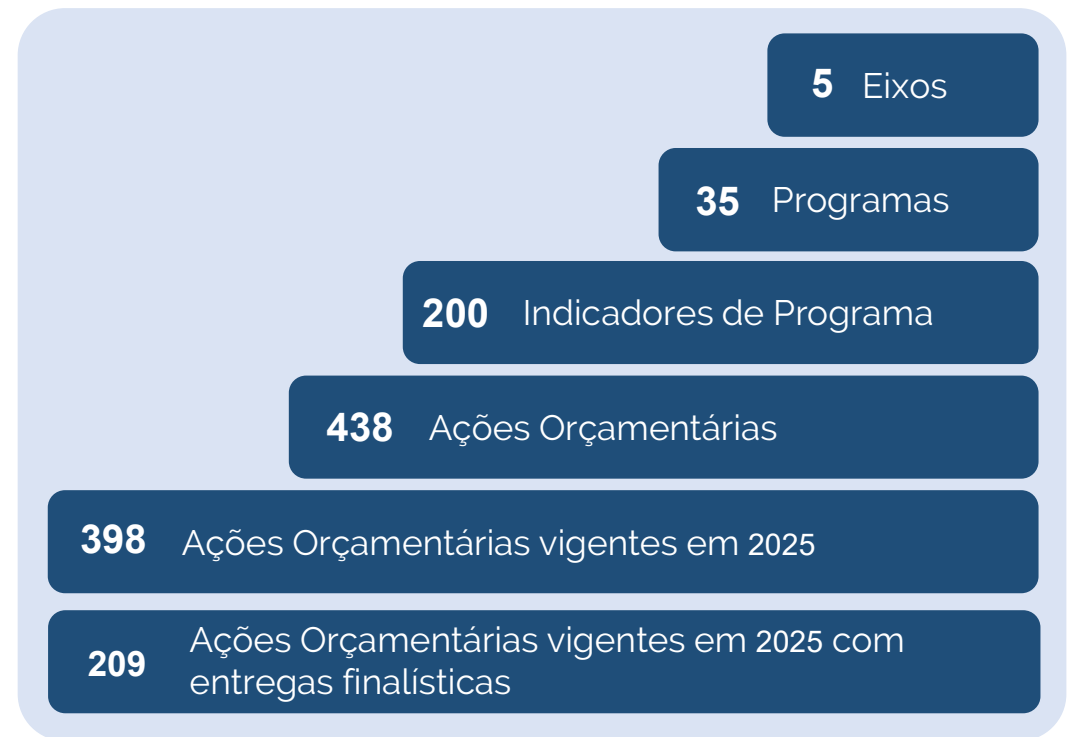 5 Eixos
35 Programas
200 Indicadores de Programa
438 Ações Orçamentárias
398 Ações Orçamentárias vigentes em 2025
209 Ações Orçamentárias vigentes em 2025 com
entregas finalísticas